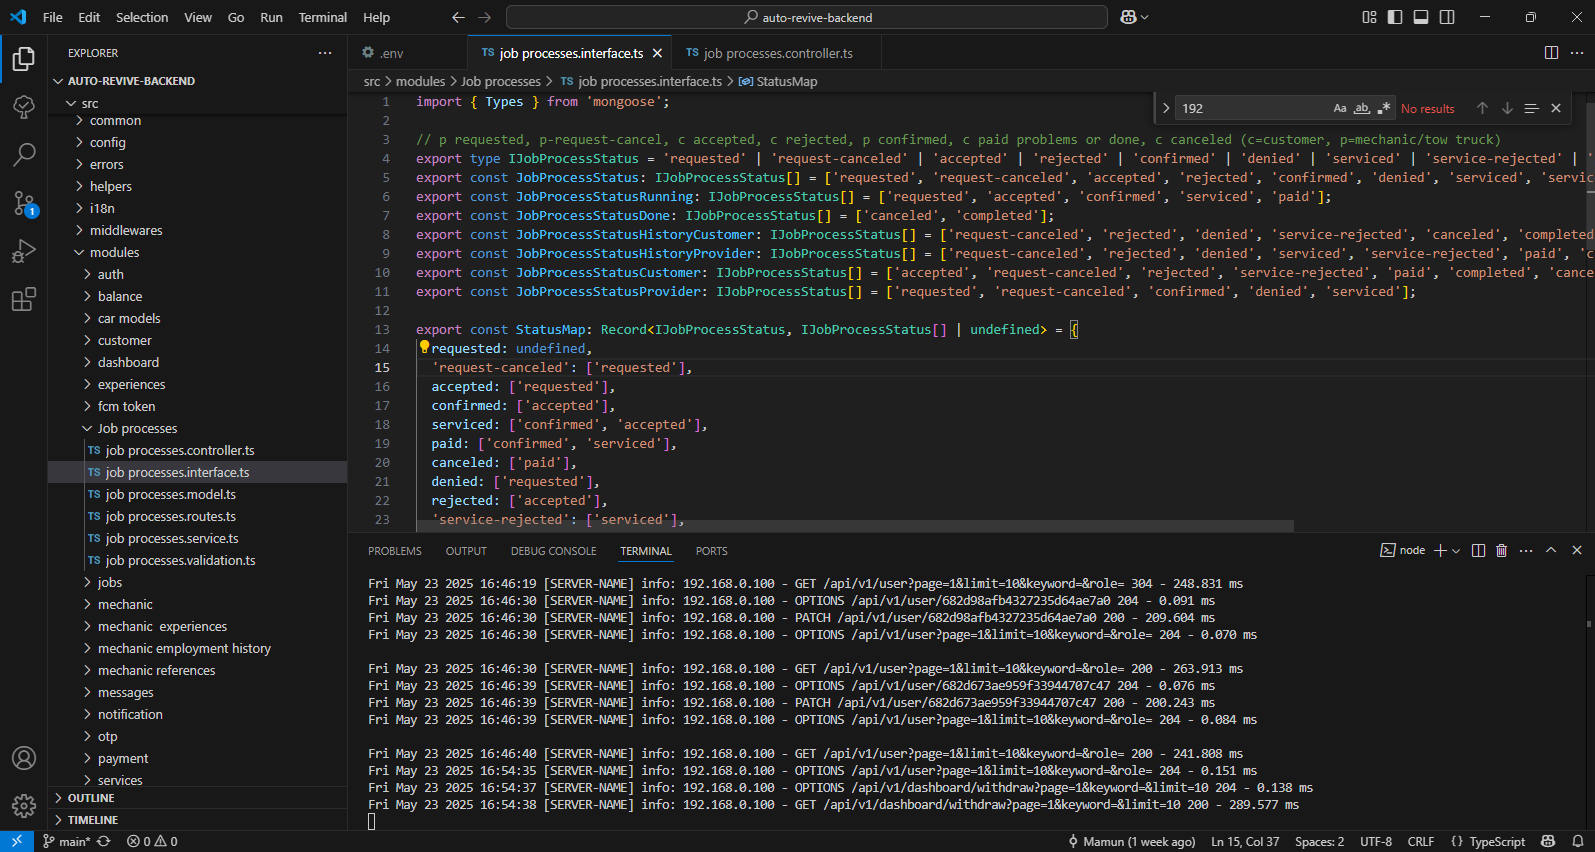 File Edit Selection View Go Run Terminal Help
auto-revive-backend
EXPLORER
AUTO-REVIVE-BACKEND
src
common
config
errors
helpers
i18n
middlewares
modules
auth
balance
car models
customer
dashboard
experiences
fcm token
Job processes
TS job processes.controller.ts
TS job processes.interface.ts
TS job processes.model.ts
TS job processes.routes.ts
TS job processes.service.ts
TS job processes.validation.ts
jobs
mechanic
mechanic experiences
mechanic employment history
mechanic references
messages
notification
otp
payment
services
OUTLINE
TIMELINE
1
.env
TS job processes.interface.ts
TS job processes.controller.ts
src > modules > Job processes > TS job processes.interface.ts > StatusMap
192
Aa ab .* No results
1 import { Types } from 'mongoose';
2
3 // p requested, p-request-cancel, c accepted, c rejected, p confirmed, c paid problems or done, c canceled (c=customer, p=mechanic/tow truck)
4 export type IJobProcessStatus = 'requested' | 'request-canceled' | 'accepted' | 'rejected' | 'confirmed' | 'denied' | 'serviced' | 'service-rejected' | '
5 export const JobProcessStatus: IJobProcessStatus[] = ['requested', 'request-canceled', 'accepted', 'rejected', 'confirmed', 'denied', 'serviced', 'servic
6 export const JobProcessStatusRunning: IJobProcessStatus[] = ['requested', 'accepted', 'confirmed', 'serviced', 'paid'];
7 export const JobProcessStatusDone: IJobProcessStatus[] = ['canceled', 'completed'];
8 export const JobProcessStatusHistoryCustomer: IJobProcessStatus[] = ['request-canceled', 'rejected', 'denied', 'service-rejected', 'canceled', 'completed
9 export const JobProcessStatusHistoryProvider: IJobProcessStatus[] = ['request-canceled', 'rejected', 'denied', 'serviced', 'service-rejected', 'paid', 'c
10 export const JobProcessStatusCustomer: IJobProcessStatus[] = ['accepted', 'request-canceled', 'rejected', 'service-rejected', 'paid', 'completed', 'cance
11 export const JobProcessStatusProvider: IJobProcessStatus[] = ['requested', 'request-canceled', 'confirmed', 'denied', 'serviced'];
12
13 export const StatusMap: Record<IJobProcessStatus, IJobProcessStatus[] | undefined> = {
14 requested: undefined,
15 'request-canceled': ['requested'],
16 accepted: ['requested'],
17 confirmed: ['accepted'],
18 serviced: ['confirmed', 'accepted'],
19 paid: ['confirmed', 'serviced'],
20 canceled: ['paid'],
21 denied: ['requested'],
22 rejected: ['accepted'],
23 'service-rejected': ['serviced'],
PROBLEMS OUTPUT DEBUG CONSOLE TERMINAL PORTS
node
Fri May 23 2025 16:46:19 [SERVER-NAME] info: 192.168.0.100 - GET /api/v1/user?page=1&limit=10&keyword=&role= 304 - 248.831 ms
Fri May 23 2025 16:46:30 [SERVER-NAME] info: 192.168.0.100 - OPTIONS /api/v1/user/682d98afb4327235d64ae7a0 204 - 0.091 ms
Fri May 23 2025 16:46:30 [SERVER-NAME] info: 192.168.0.100 - PATCH /api/v1/user/682d98afb4327235d64ae7a0 200 - 209.604 ms
Fri May 23 2025 16:46:30 [SERVER-NAME] info: 192.168.0.100 - OPTIONS /api/v1/user?page=1&limit=10&keyword=&role= 204 - 0.070 ms
Fri May 23 2025 16:46:30 [SERVER-NAME] info: 192.168.0.100 - GET /api/v1/user?page=1&limit=10&keyword=&role= 200 - 263.913 ms
Fri May 23 2025 16:46:39 [SERVER-NAME] info: 192.168.0.100 - OPTIONS /api/v1/user/682d673ae959f33944707c47 204 - 0.076 ms
Fri May 23 2025 16:46:39 [SERVER-NAME] info: 192.168.0.100 - PATCH /api/v1/user/682d673ae959f33944707c47 200 - 200.243 ms
Fri May 23 2025 16:46:39 [SERVER-NAME] info: 192.168.0.100 - OPTIONS /api/v1/user?page=1&limit=10&keyword=&role= 204 - 0.084 ms
Fri May 23 2025 16:46:40 [SERVER-NAME] info: 192.168.0.100 - GET /api/v1/user?page=1&limit=10&keyword=&role= 200 - 241.808 ms
Fri May 23 2025 16:54:35 [SERVER-NAME] info: 192.168.0.100 - OPTIONS /api/v1/user?page=1&limit=10&keyword=&role= 204 - 0.151 ms
Fri May 23 2025 16:54:37 [SERVER-NAME] info: 192.168.0.100 - OPTIONS /api/v1/dashboard/withdraw?page=1&keyword=&limit=10 204 - 0.138 ms
Fri May 23 2025 16:54:38 [SERVER-NAME] info: 192.168.0.100 - GET /api/v1/dashboard/withdraw?page=1&keyword=&limit=10 200 - 289.577 ms
main* 0 0 Mamun (1 week ago) Ln 15, Col 37 Spaces: 2 UTF-8 CRLF {} TypeScript